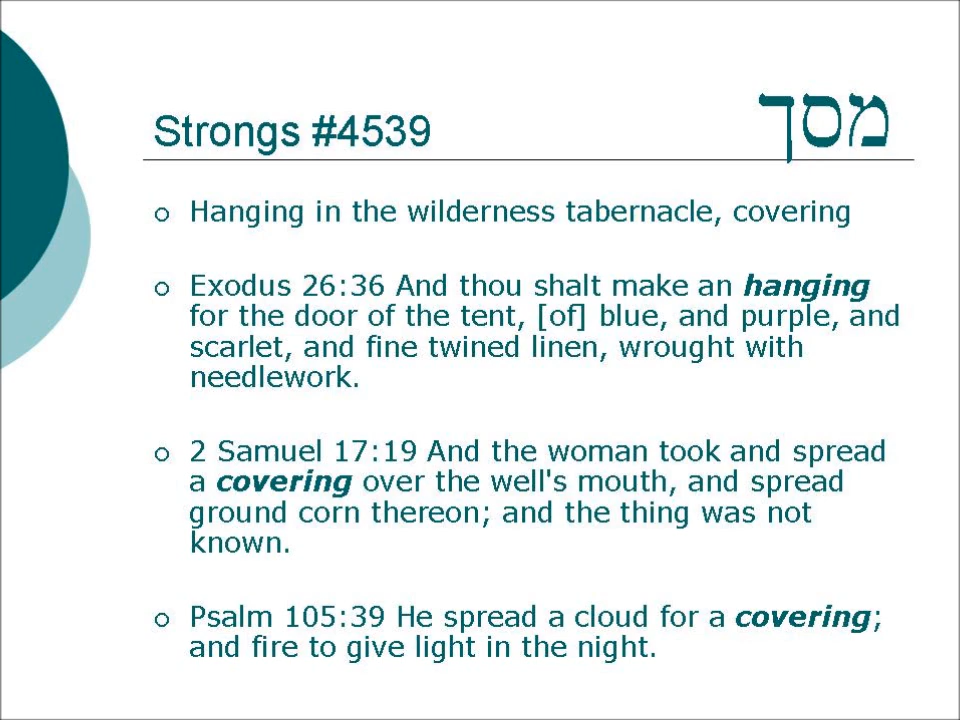 Strongs #4539 מסך
Hanging in the wilderness tabernacle, covering
Exodus 26:36 And thou shalt make an hanging
for the door of the tent, [of] blue, and purple, and
scarlet, and fine twined linen, wrought with
needlework.
2 Samuel 17:19 And the woman took and spread
a covering over the well's mouth, and spread
ground corn thereon; and the thing was not
known.
Psalm 105:39 He spread a cloud for a covering;
and fire to give light in the night.